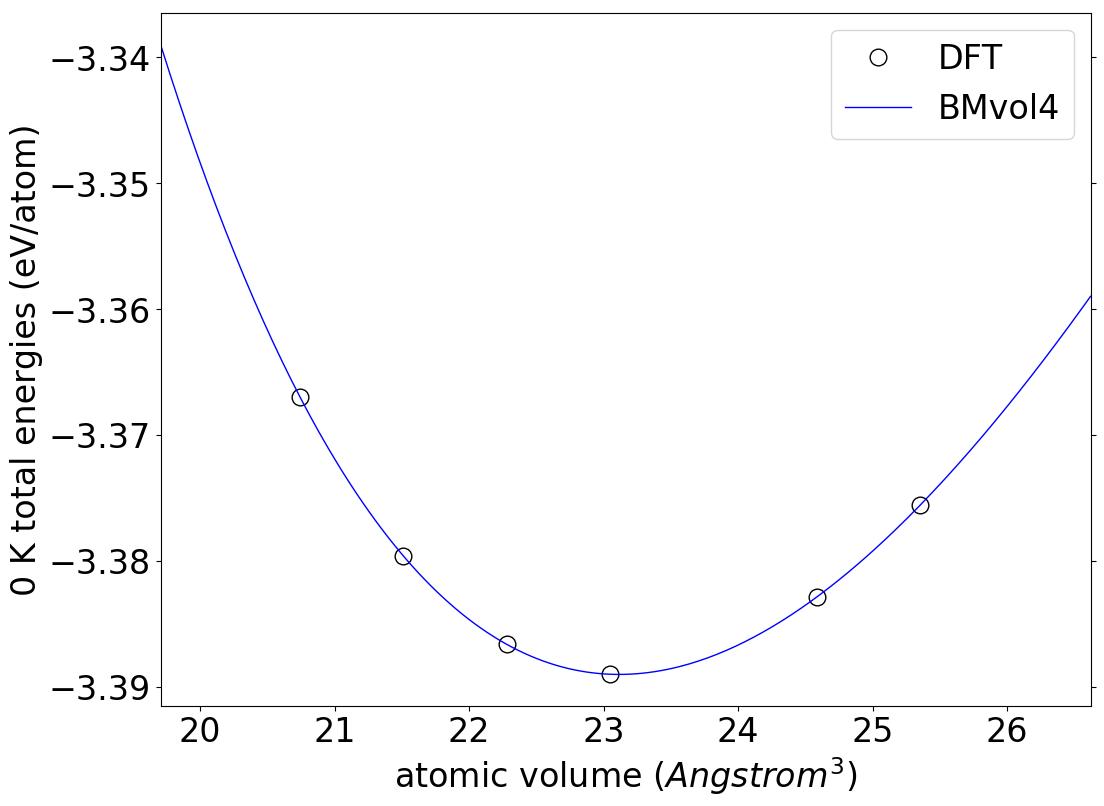 DFT
BMvol4
0 K total energies (eV/atom)
−3.34
−3.35
−3.36
−3.37
−3.38
−3.39
20 21 22 23 24 25 26
atomic volume (Angstrom³)